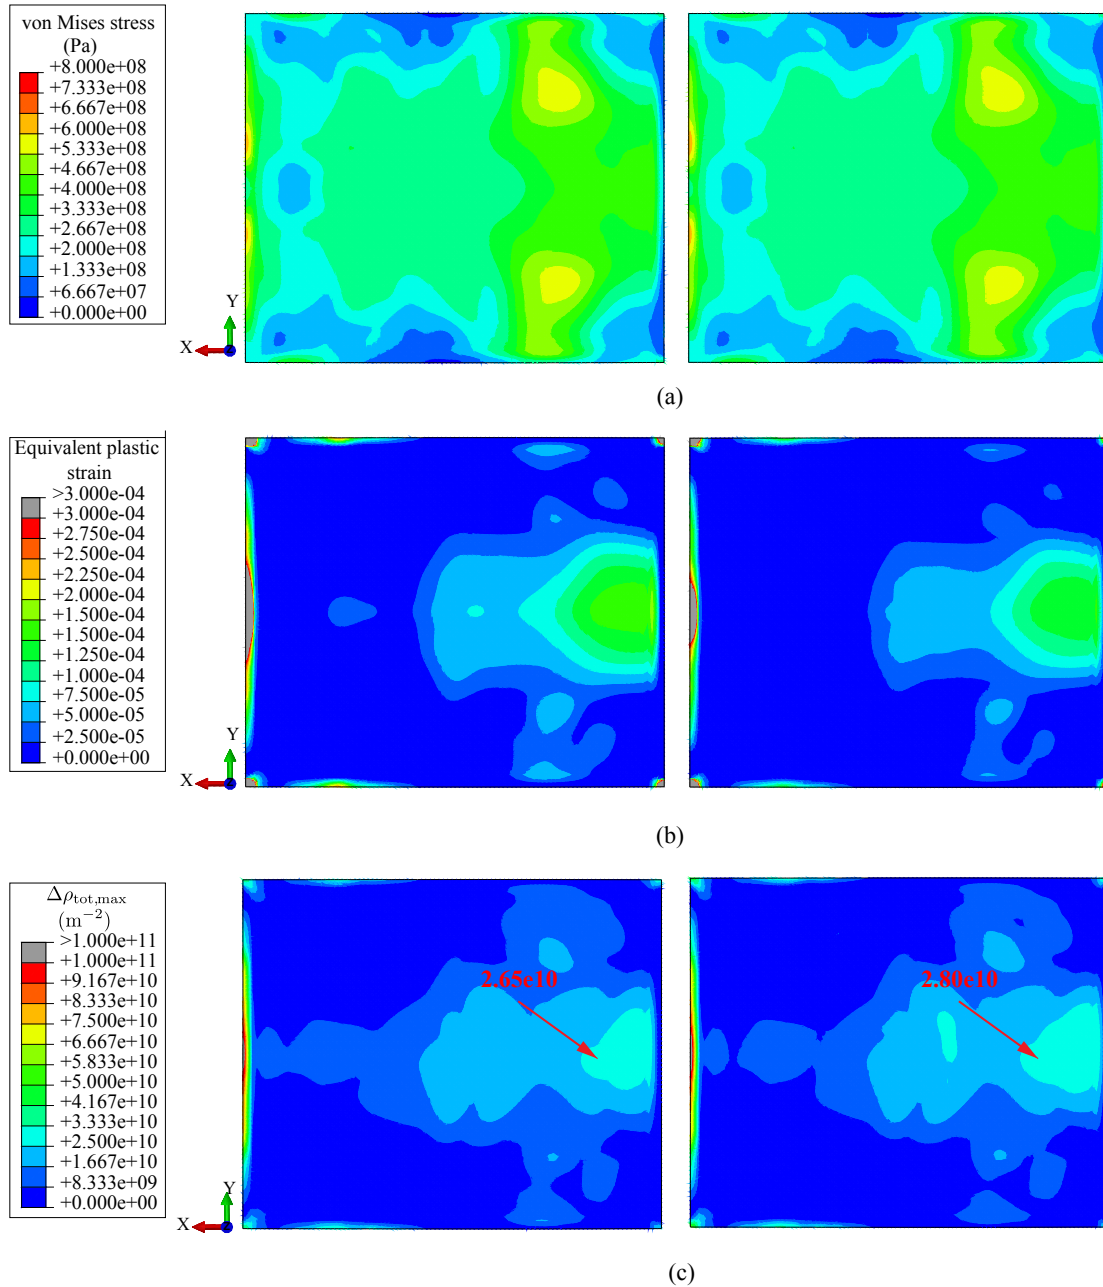 von Mises stress
(Pa)
+8.000e+08
+7.333e+08
+6.667e+08
+6.000e+08
+5.333e+08
+4.667e+08
+4.000e+08
+3.333e+08
+2.667e+08
+2.000e+08
+1.333e+08
+6.667e+07
+0.000e+00
Y
X
(a)
Equivalent plastic
strain
>3.000e-04
+3.000e-04
+2.750e-04
+2.500e-04
+2.250e-04
+2.000e-04
+1.500e-04
+1.500e-04
+1.250e-04
+1.000e-04
+7.500e-05
+5.000e-05
+2.500e-05
+0.000e+00
Y
X
(b)
Δρtot,max
(m−2)
>1.000e+11
+1.000e+11
+9.167e+10
+8.333e+10
+7.500e+10
+6.667e+10
+5.833e+10
+5.000e+10
+4.167e+10
+3.333e+10
+2.500e+10
+1.667e+10
+8.333e+09
+0.000e+00
2.65e10
2.80e10
Y
X
(c)